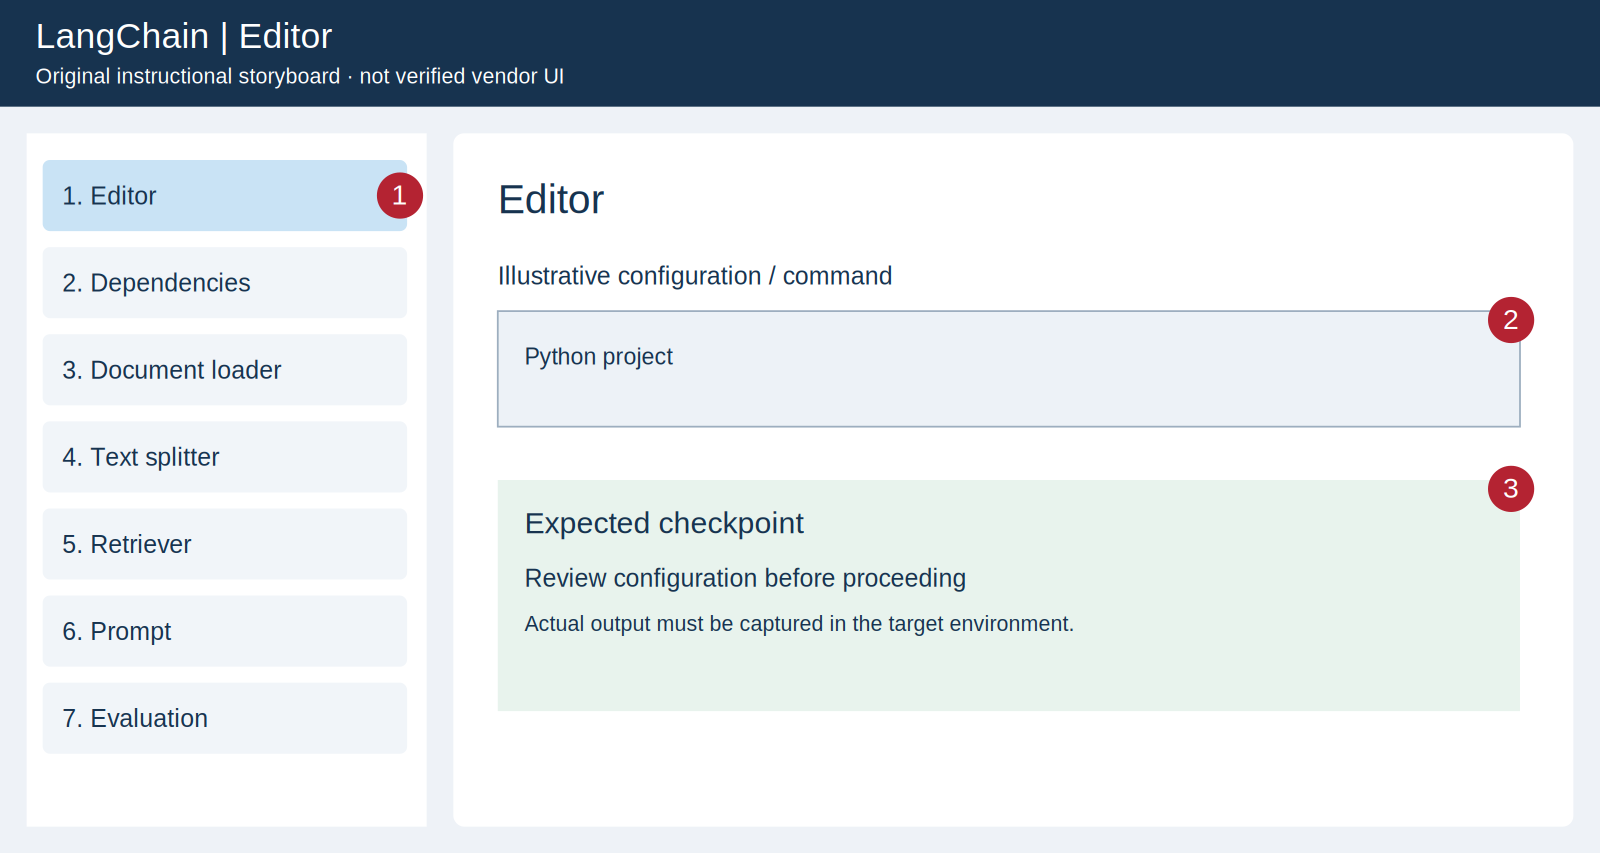 LangChain | Editor
Original instructional storyboard · not verified vendor UI
1. Editor
1
2. Dependencies
3. Document loader
4. Text splitter
5. Retriever
6. Prompt
7. Evaluation
Editor
Illustrative configuration / command
2
Python project
3
Expected checkpoint
Review configuration before proceeding
Actual output must be captured in the target environment.